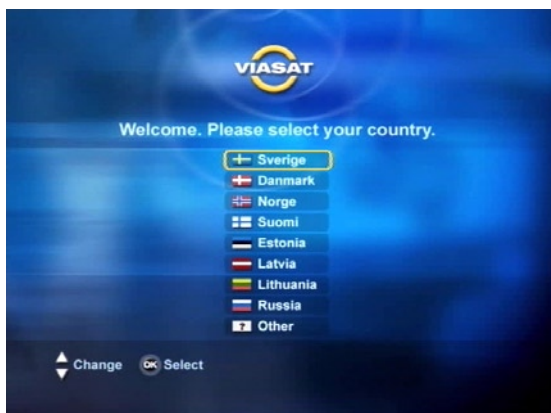 VIASAT
Welcome. Please select your country.
Sverige
Danmark
Norge
Suomi
Estonia
Latvia
Lithuania
Russia
? Other
Change OK Select